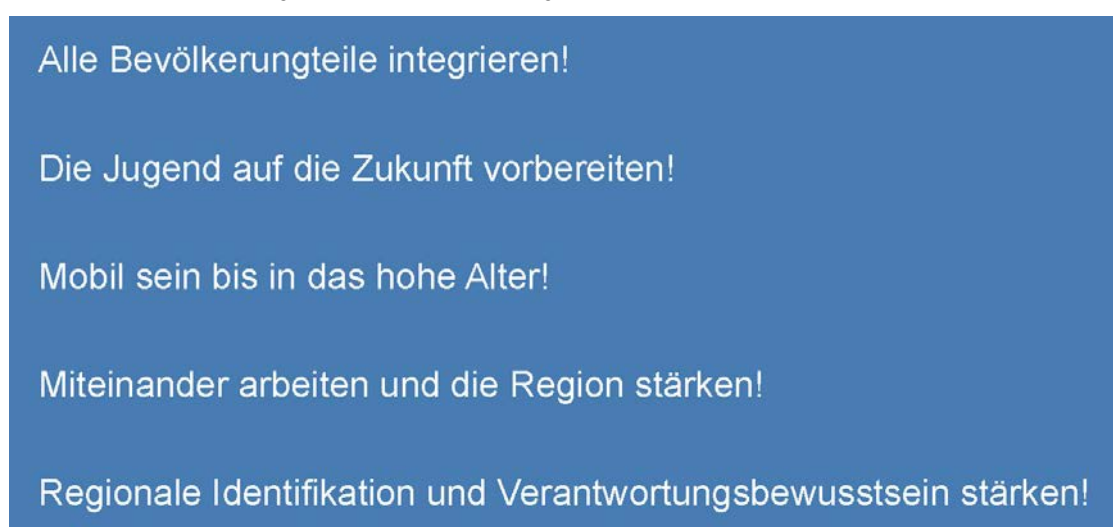 Alle Bevölkerungteile integrieren!
Die Jugend auf die Zukunft vorbereiten!
Mobil sein bis in das hohe Alter!
Miteinander arbeiten und die Region stärken!
Regionale Identifikation und Verantwortungsbewusstsein stärken!